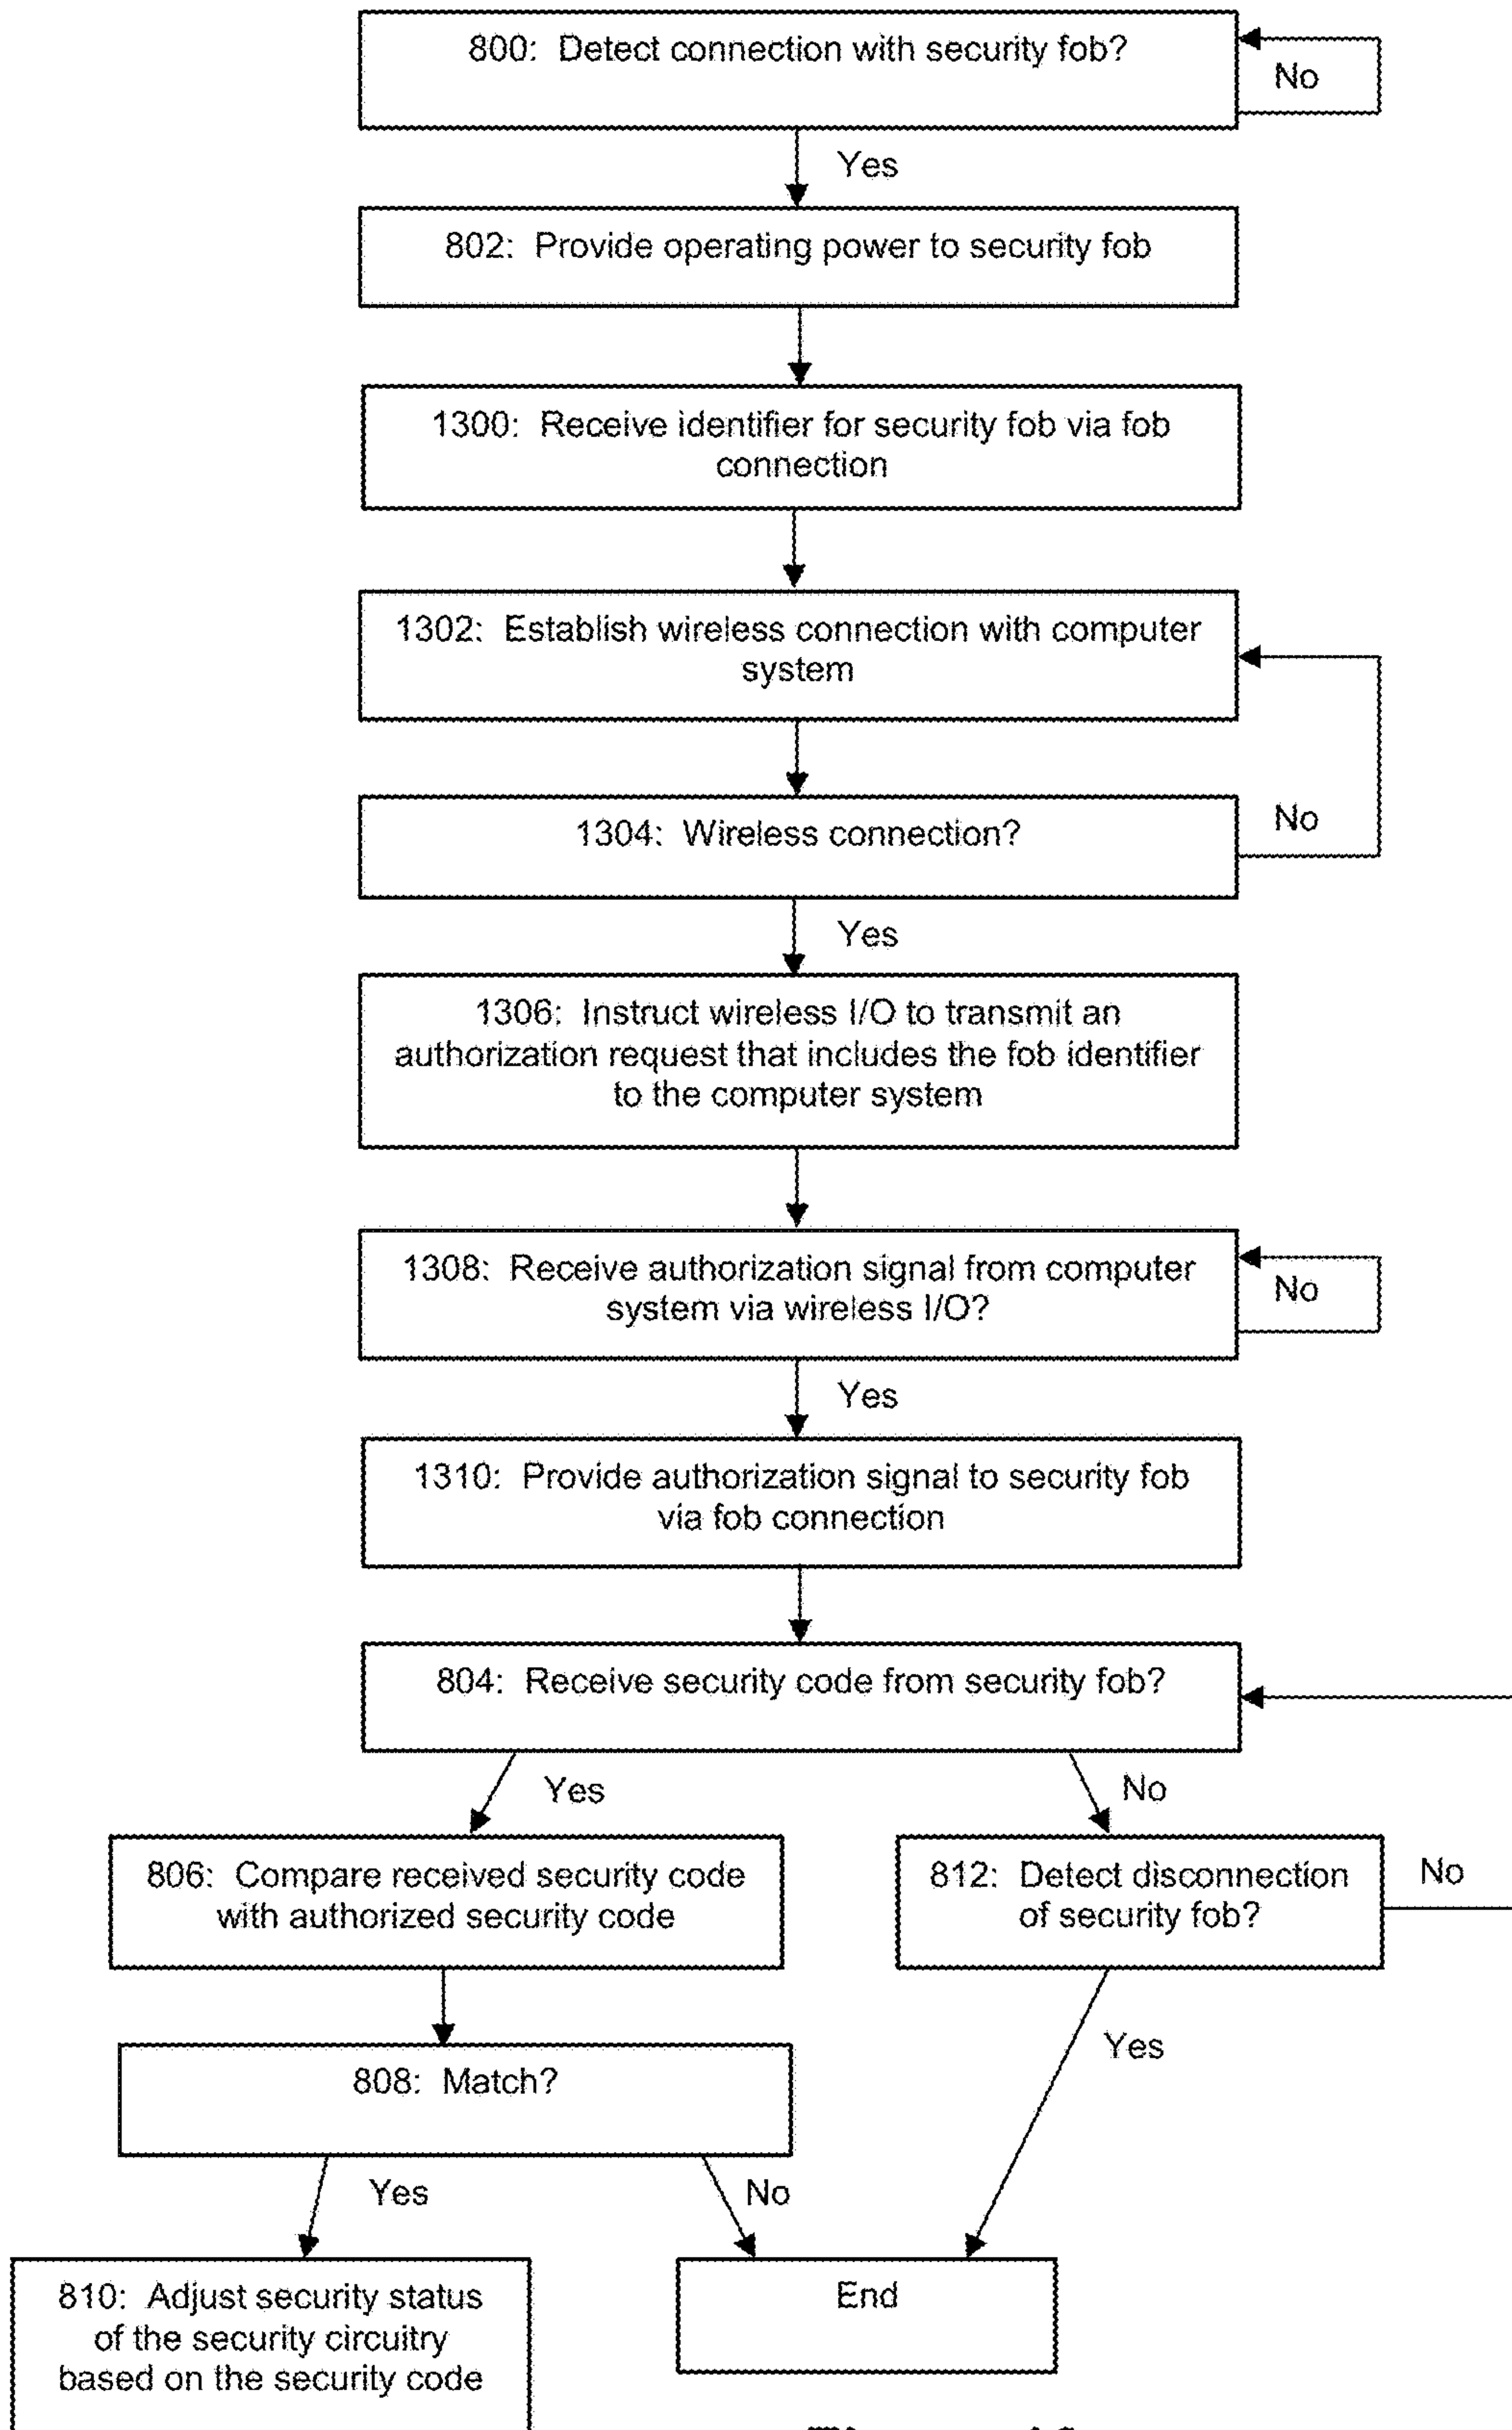 800: Detect connection with security fob?
No
Yes
802: Provide operating power to security fob
1300: Receive identifier for security fob via fob
connection
1302: Establish wireless connection with computer
system
1304: Wireless connection?
No
Yes
1306: Instruct wireless I/O to transmit an
authorization request that includes the fob identifier
to the computer system
1308: Receive authorization signal from computer
system via wireless I/O?
No
Yes
1310: Provide authorization signal to security fob
via fob connection
804: Receive security code from security fob?
Yes
No
806: Compare received security code
with authorized security code
812: Detect disconnection
of security fob?
No
808: Match?
Yes
Yes
No
810: Adjust security status
of the security circuitry
based on the security code
End